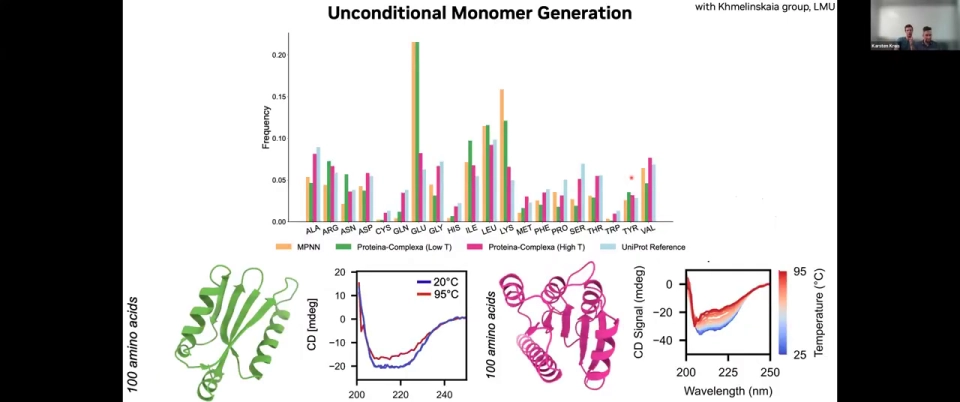 Unconditional Monomer Generation
with Khmelinskaia group, LMU
Karsten Kreis
Frequency
0.20
0.15
0.10
0.05
0.00
ALA ARG ASN ASP CYS GLN GLU GLY HIS ILE LEU LYS MET PHE PRO SER THR TRP TYR VAL
MPNN Proteina-Complexa (Low T) Proteina-Complexa (High T) UniProt Reference
100 amino acids
CD [mdeg]
20
10
0
−10
−20
20°C
95°C
200 220 240
100 amino acids
CD Signal (mdeg)
0
−20
−40
200 225 250
Wavelength (nm)
95
25
Temperature (°C)